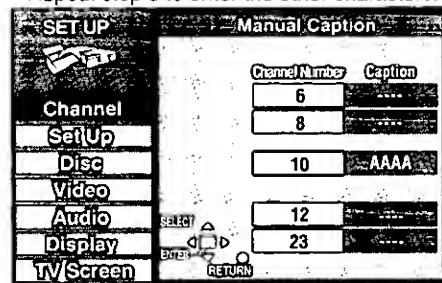 SET UP
Manual Caption
Channel Number Caption
6 ----
8 ----
10 AAAA
12 ----
23 ----
Channel
Set Up
Disc
Video
Audio
Display
TV/Screen
SELECT
ENTER
RETURN